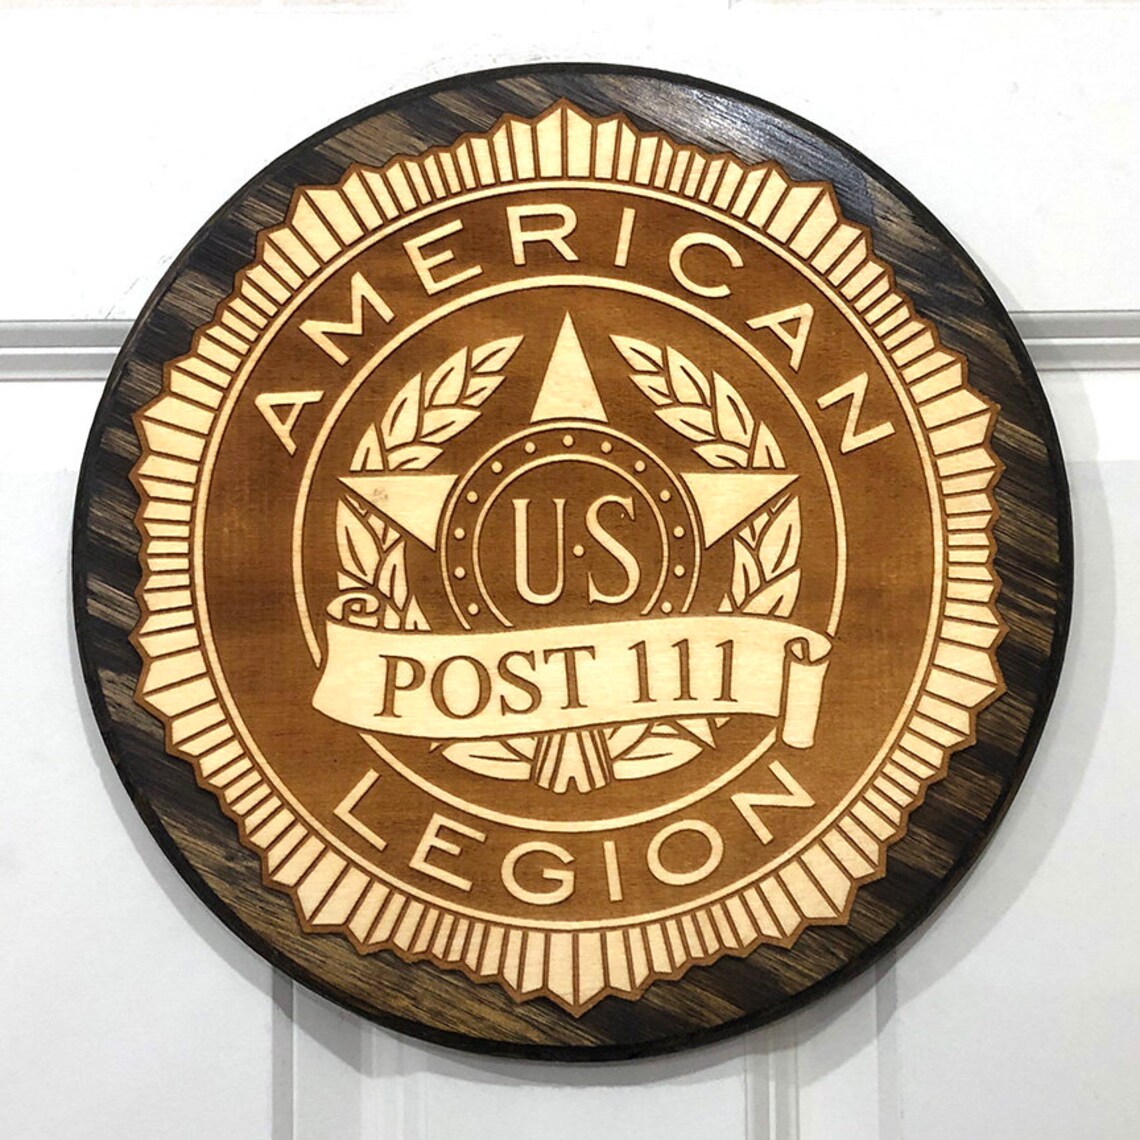 AMERICAN
U·S
POST 111
LEGION